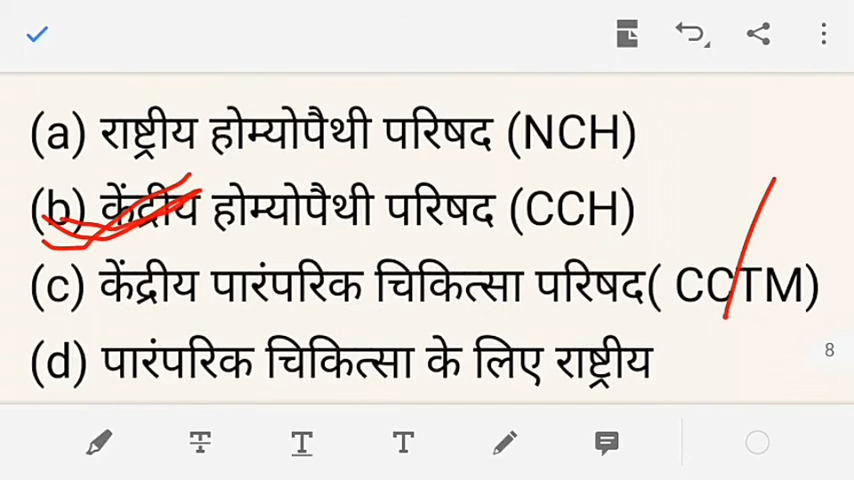 (a) राष्ट्रीय होम्योपैथी परिषद (NCH)
(b) केंद्रीय होम्योपैथी परिषद (CCH)
(c) केंद्रीय पारंपरिक चिकित्सा परिषद( CCTM)
(d) पारंपरिक चिकित्सा के लिए राष्ट्रीय
8
T T T